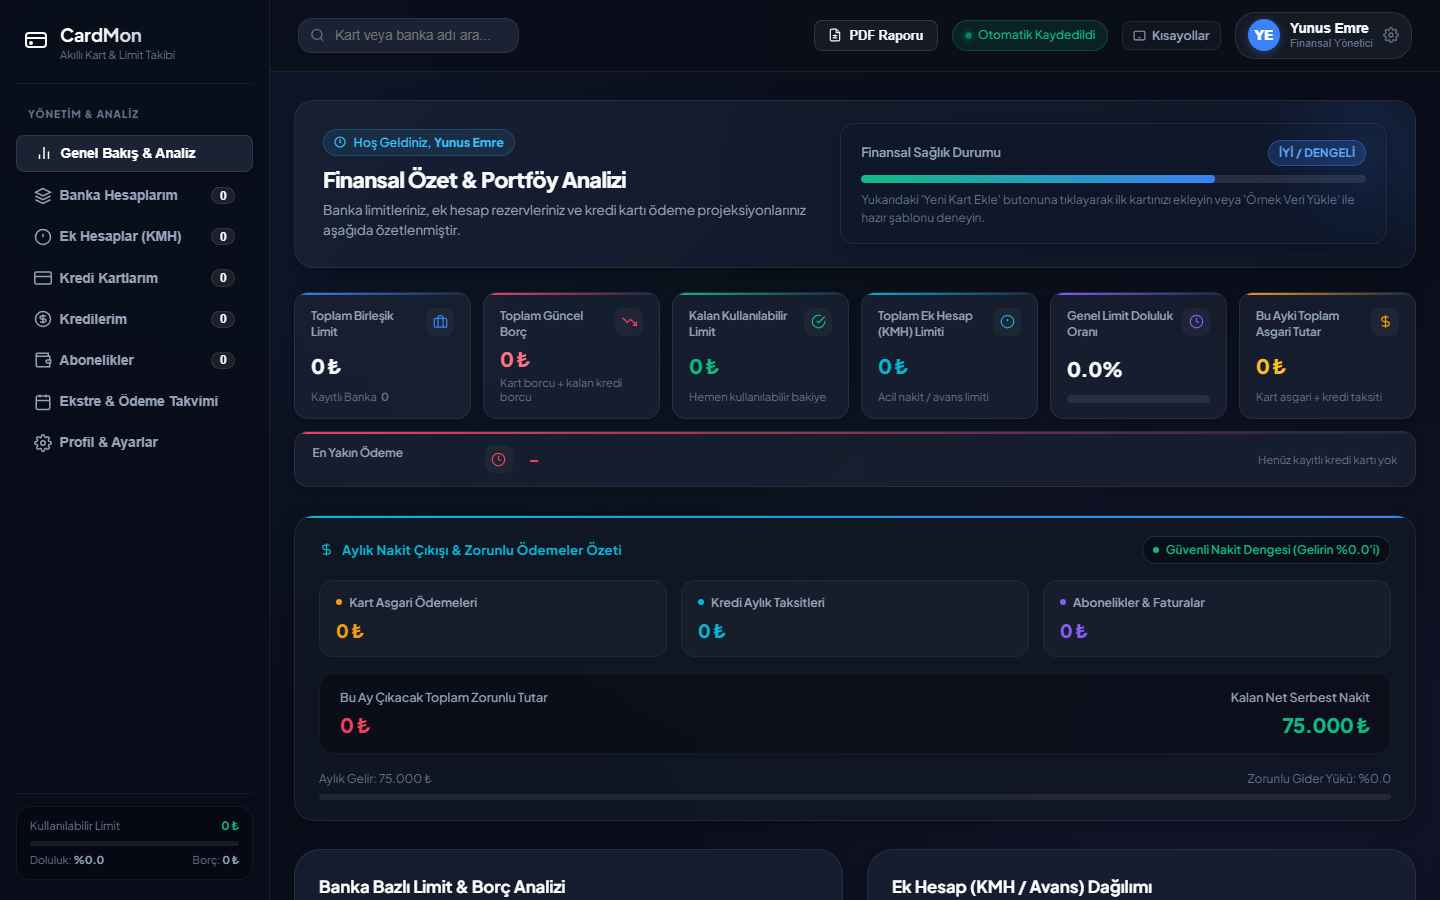 CardMon
Akıllı Kart & Limit Takibi
YÖNETİM & ANALİZ
Genel Bakış & Analiz
Banka Hesaplarım 0
Ek Hesaplar (KMH) 0
Kredi Kartlarım 0
Kredilerim 0
Abonelikler 0
Ekstre & Ödeme Takvimi
Profil & Ayarlar
Kullanılabilir Limit 0 ₺
Doluluk: %0.0 Borç: 0 ₺
Kart veya banka adı ara...
PDF Raporu
Otomatik Kaydedildi
Kısayollar
YE
Yunus Emre
Finansal Yönetici
Hoş Geldiniz, Yunus Emre
Finansal Özet & Portföy Analizi
Banka limitleriniz, ek hesap rezervleriniz ve kredi kartı ödeme projeksiyonlarınız
aşağıda özetlenmiştir.
Finansal Sağlık Durumu
İYİ / DENGELİ
Yukarıdaki 'Yeni Kart Ekle' butonuna tıklayarak ilk kartınızı ekleyin veya 'Örnek Veri Yükle' ile
hazır şablonu deneyin.
Toplam Birleşik
Limit
0 ₺
Kayıtlı Banka 0
Toplam Güncel
Borç
0 ₺
Kart borcu + kalan kredi
borcu
Kalan Kullanılabilir
Limit
0 ₺
Hemen kullanılabilir bakiye
Toplam Ek Hesap
(KMH) Limiti
0 ₺
Acil nakit / avans limiti
Genel Limit Doluluk
Oranı
0.0%
Bu Ayki Toplam
Asgari Tutar
0 ₺
Kart asgari + kredi taksiti
En Yakın Ödeme
–
Henüz kayıtlı kredi kartı yok
Aylık Nakit Çıkışı & Zorunlu Ödemeler Özeti
Güvenli Nakit Dengesi (Gelirin %0.0'i)
Kart Asgari Ödemeleri
0 ₺
Kredi Aylık Taksitleri
0 ₺
Abonelikler & Faturalar
0 ₺
Bu Ay Çıkacak Toplam Zorunlu Tutar
0 ₺
Kalan Net Serbest Nakit
75.000 ₺
Aylık Gelir: 75.000 ₺
Zorunlu Gider Yükü: %0.0
Banka Bazlı Limit & Borç Analizi
Ek Hesap (KMH / Avans) Dağılımı